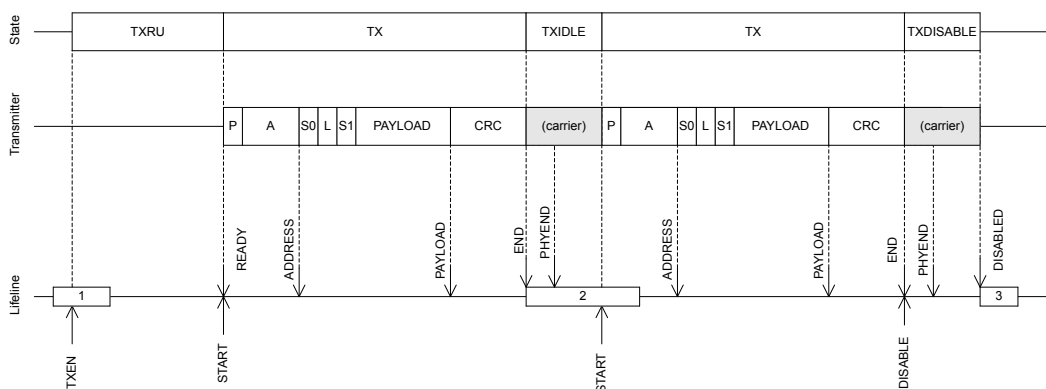 State
TXRU
TX
TXIDLE
TX
TXDISABLE
Transmitter
P
A
S0
L
S1
PAYLOAD
CRC
(carrier)
P
A
S0
L
S1
PAYLOAD
CRC
(carrier)
READY
ADDRESS
PAYLOAD
END
PHYEND
ADDRESS
PAYLOAD
END
PHYEND
DISABLED
Lifeline
1
2
3
TXEN
START
START
DISABLE